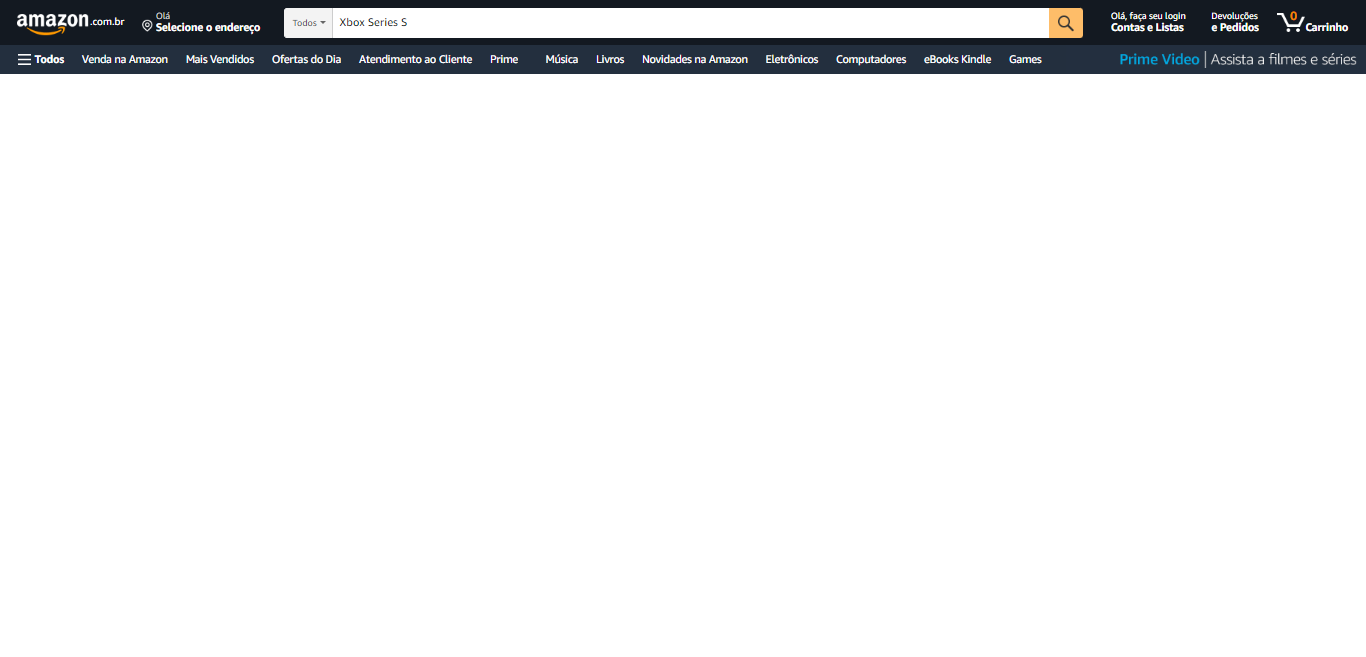 amazon.com.br
Olá
Selecione o endereço
Todos
Xbox Series S
Olá, faça seu login
Contas e Listas
Devoluções
e Pedidos
0
Carrinho
Todos
Venda na Amazon
Mais Vendidos
Ofertas do Dia
Atendimento ao Cliente
Prime
Música
Livros
Novidades na Amazon
Eletrônicos
Computadores
eBooks Kindle
Games
Prime Video | Assista a filmes e séries